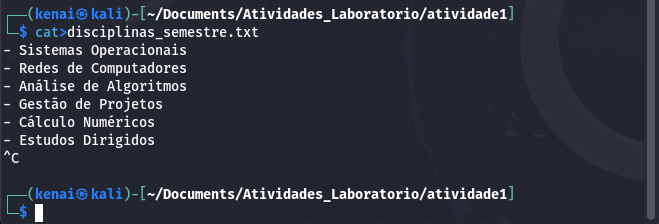 ┌──(kenai㉿kali)-[~/Documents/Atividades_Laboratorio/atividade1]
└─$ cat>disciplinas_semestre.txt
- Sistemas Operacionais
- Redes de Computadores
- Análise de Algoritmos
- Gestão de Projetos
- Cálculo Numéricos
- Estudos Dirigidos
^C
┌──(kenai㉿kali)-[~/Documents/Atividades_Laboratorio/atividade1]
└─$